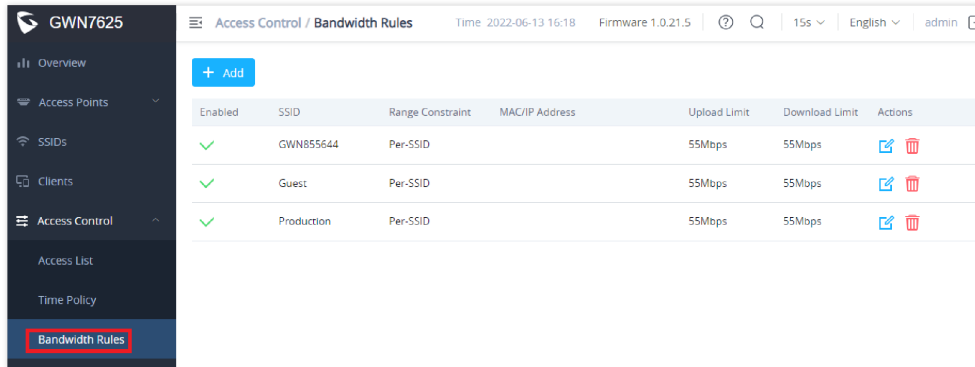 GWN7625
Access Control / Bandwidth Rules Time 2022-06-13 16:18 Firmware 1.0.21.5 15s English admin
Overview
Access Points
SSIDs
Clients
Access Control
Access List
Time Policy
Bandwidth Rules
+ Add
Enabled SSID Range Constraint MAC/IP Address Upload Limit Download Limit Actions
GWN855644 Per-SSID 55Mbps 55Mbps
Guest Per-SSID 55Mbps 55Mbps
Production Per-SSID 55Mbps 55Mbps